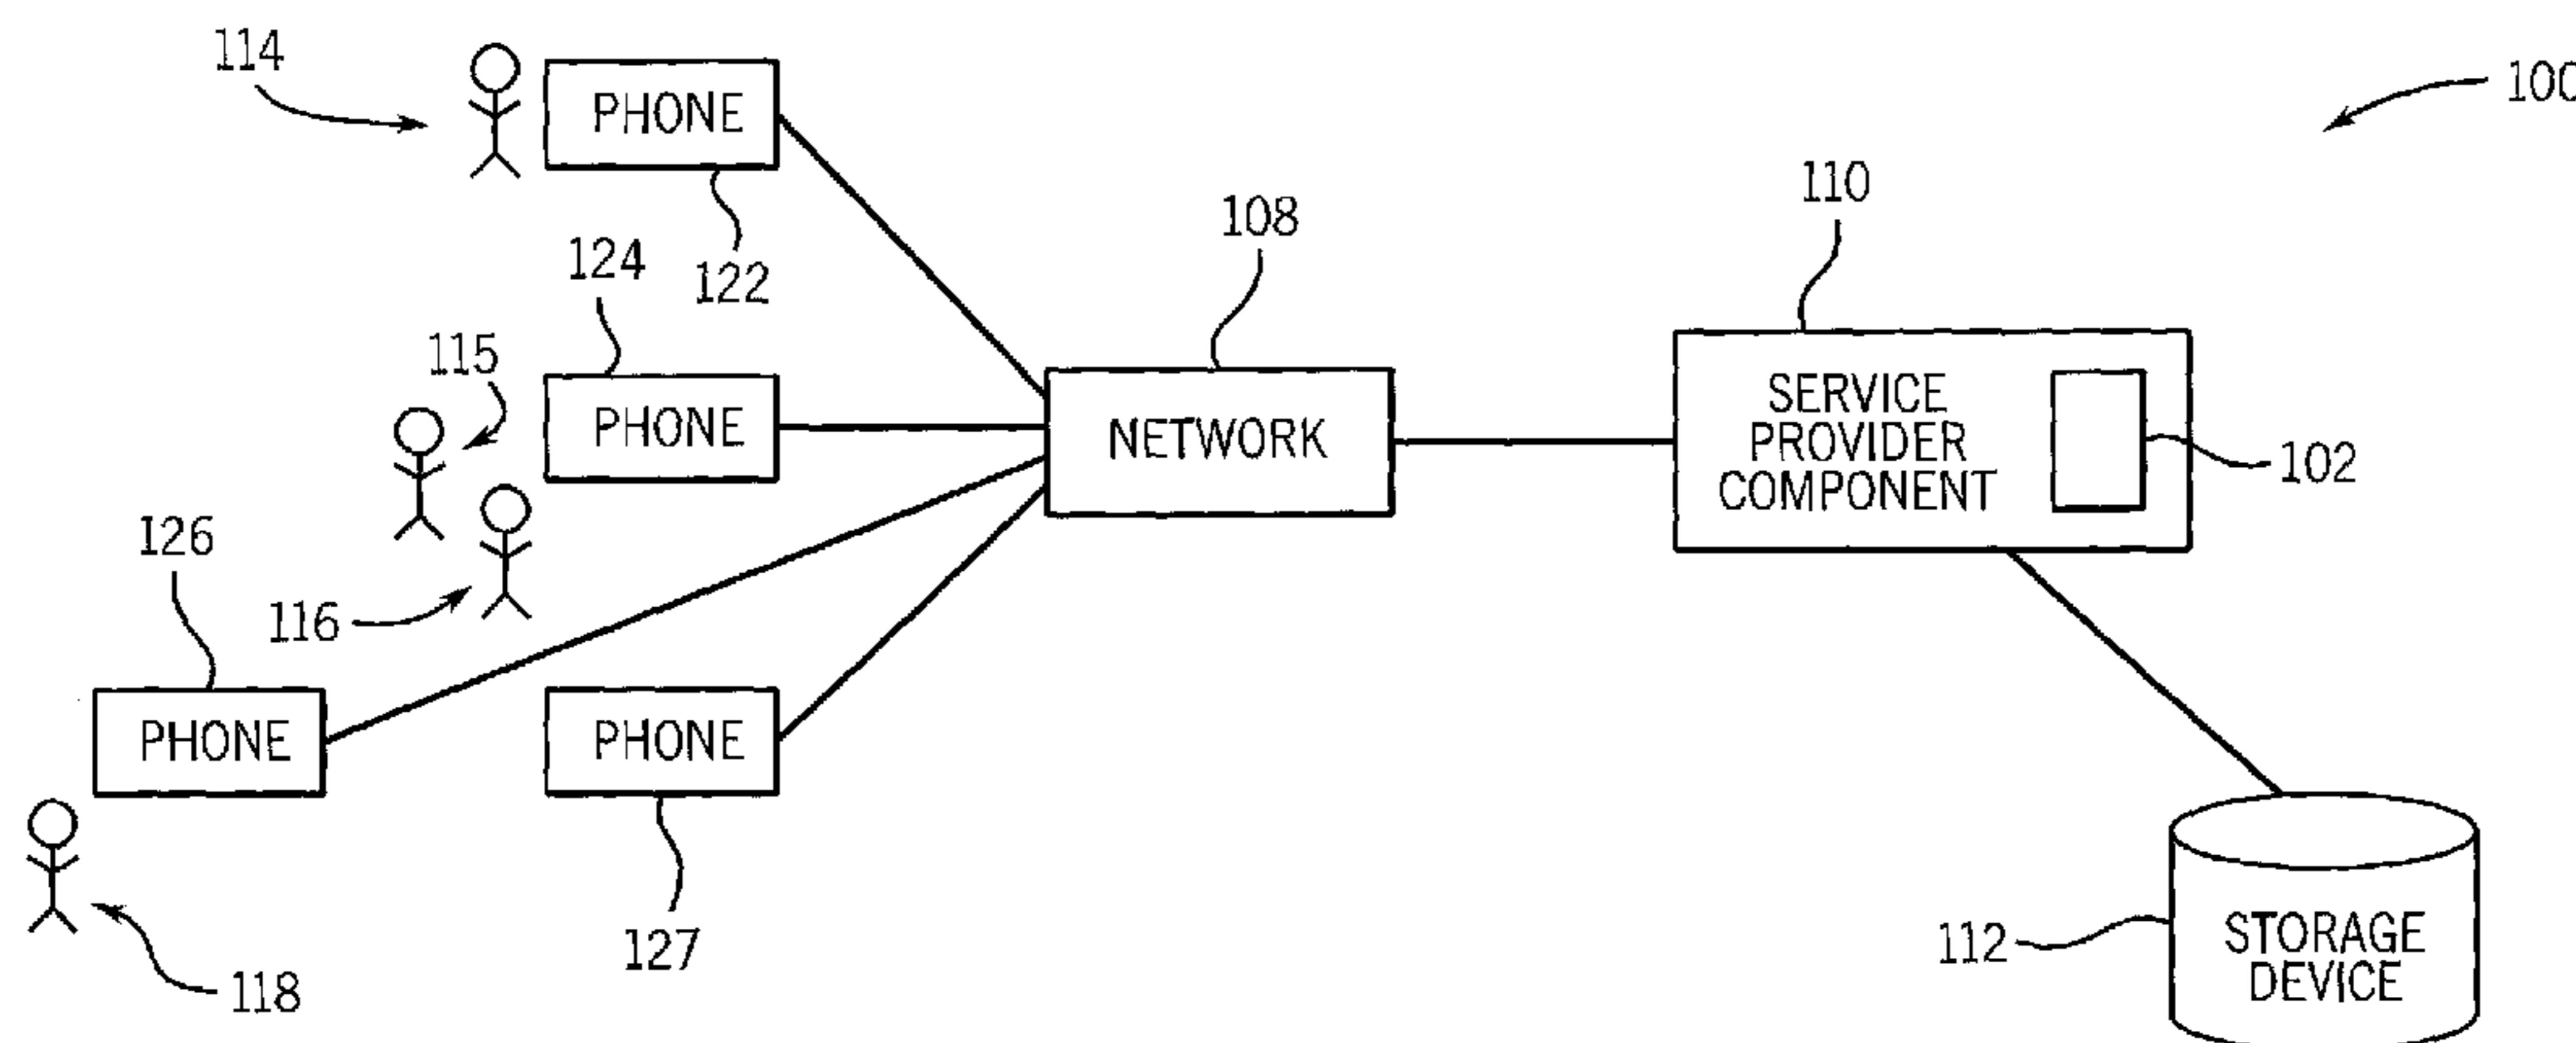 114
PHONE
100
110
108
124
122
115
PHONE
NETWORK
SERVICE
PROVIDER
COMPONENT
102
126
116
PHONE
PHONE
127
118
112
STORAGE
DEVICE